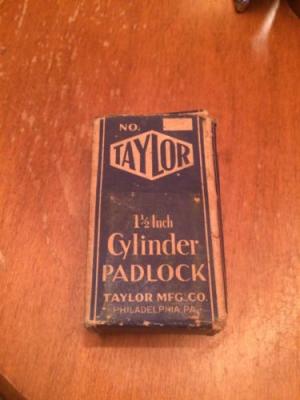 NO.
TAYLOR
1½ Inch
Cylinder
PADLOCK
TAYLOR MFG. CO.
PHILADELPHIA, PA.